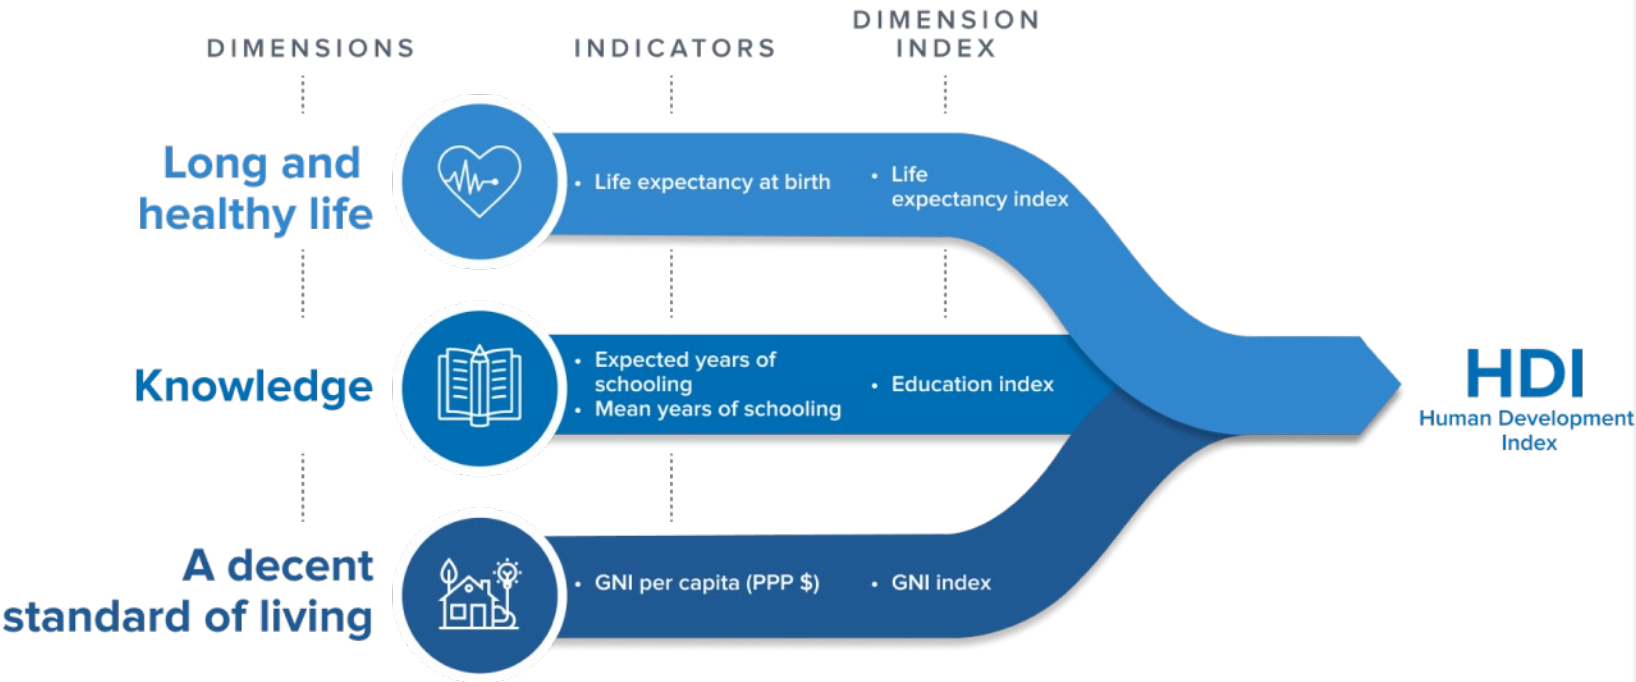 DIMENSIONS
INDICATORS
DIMENSION
INDEX
Long and
healthy life
• Life expectancy at birth
• Life
expectancy index
Knowledge
• Expected years of
schooling
• Mean years of schooling
• Education index
A decent
standard of living
• GNI per capita (PPP $)
• GNI index
HDI
Human Development
Index